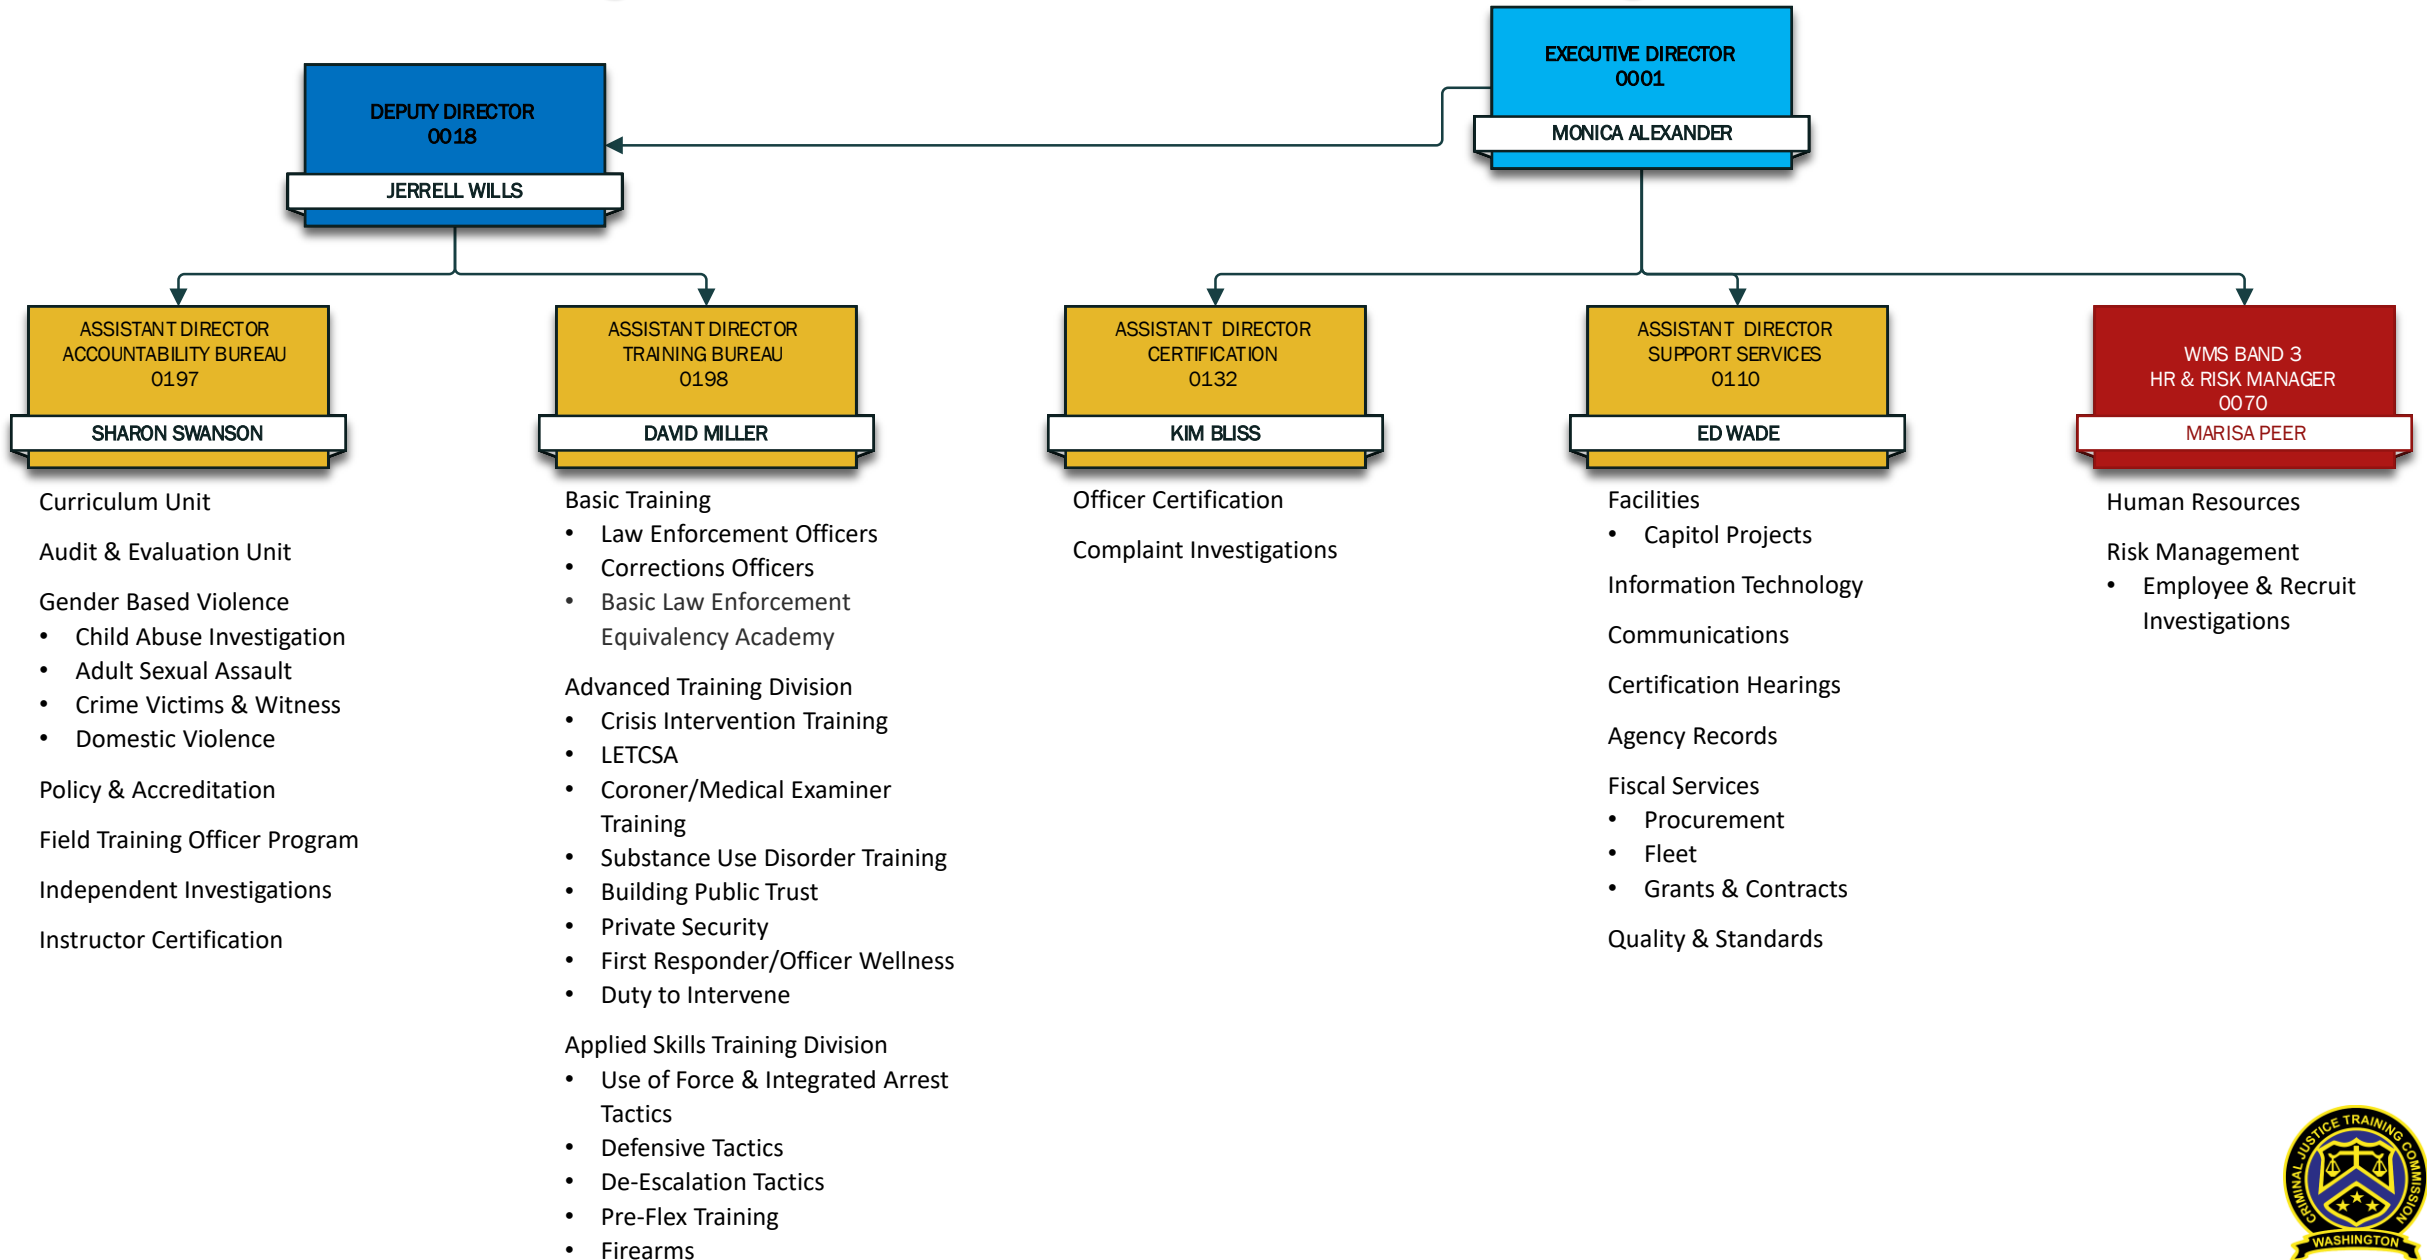 EXECUTIVE DIRECTOR
0001
MONICA ALEXANDER
DEPUTY DIRECTOR
0018
JERRELL WILLS
ASSISTANT DIRECTOR
ACCOUNTABILITY BUREAU
0197
SHARON SWANSON
Curriculum Unit
Audit & Evaluation Unit
Gender Based Violence
• Child Abuse Investigation
• Adult Sexual Assault
• Crime Victims & Witness
• Domestic Violence
Policy & Accreditation
Field Training Officer Program
Independent Investigations
Instructor Certification
ASSISTANT DIRECTOR
TRAINING BUREAU
0198
DAVID MILLER
Basic Training
• Law Enforcement Officers
• Corrections Officers
• Basic Law Enforcement
Equivalency Academy
Advanced Training Division
• Crisis Intervention Training
• LETCSA
• Coroner/Medical Examiner
Training
• Substance Use Disorder Training
• Building Public Trust
• Private Security
• First Responder/Officer Wellness
• Duty to Intervene
Applied Skills Training Division
• Use of Force & Integrated Arrest
Tactics
• Defensive Tactics
• De-Escalation Tactics
• Pre-Flex Training
• Firearms
ASSISTANT DIRECTOR
CERTIFICATION
0132
KIM BLISS
Officer Certification
Complaint Investigations
ASSISTANT DIRECTOR
SUPPORT SERVICES
0110
ED WADE
Facilities
• Capitol Projects
Information Technology
Communications
Certification Hearings
Agency Records
Fiscal Services
• Procurement
• Fleet
• Grants & Contracts
Quality & Standards
WMS BAND 3
HR & RISK MANAGER
0070
MARISA PEER
Human Resources
Risk Management
• Employee & Recruit
Investigations
CRIMINAL JUSTICE TRAINING COMMISSION
WASHINGTON